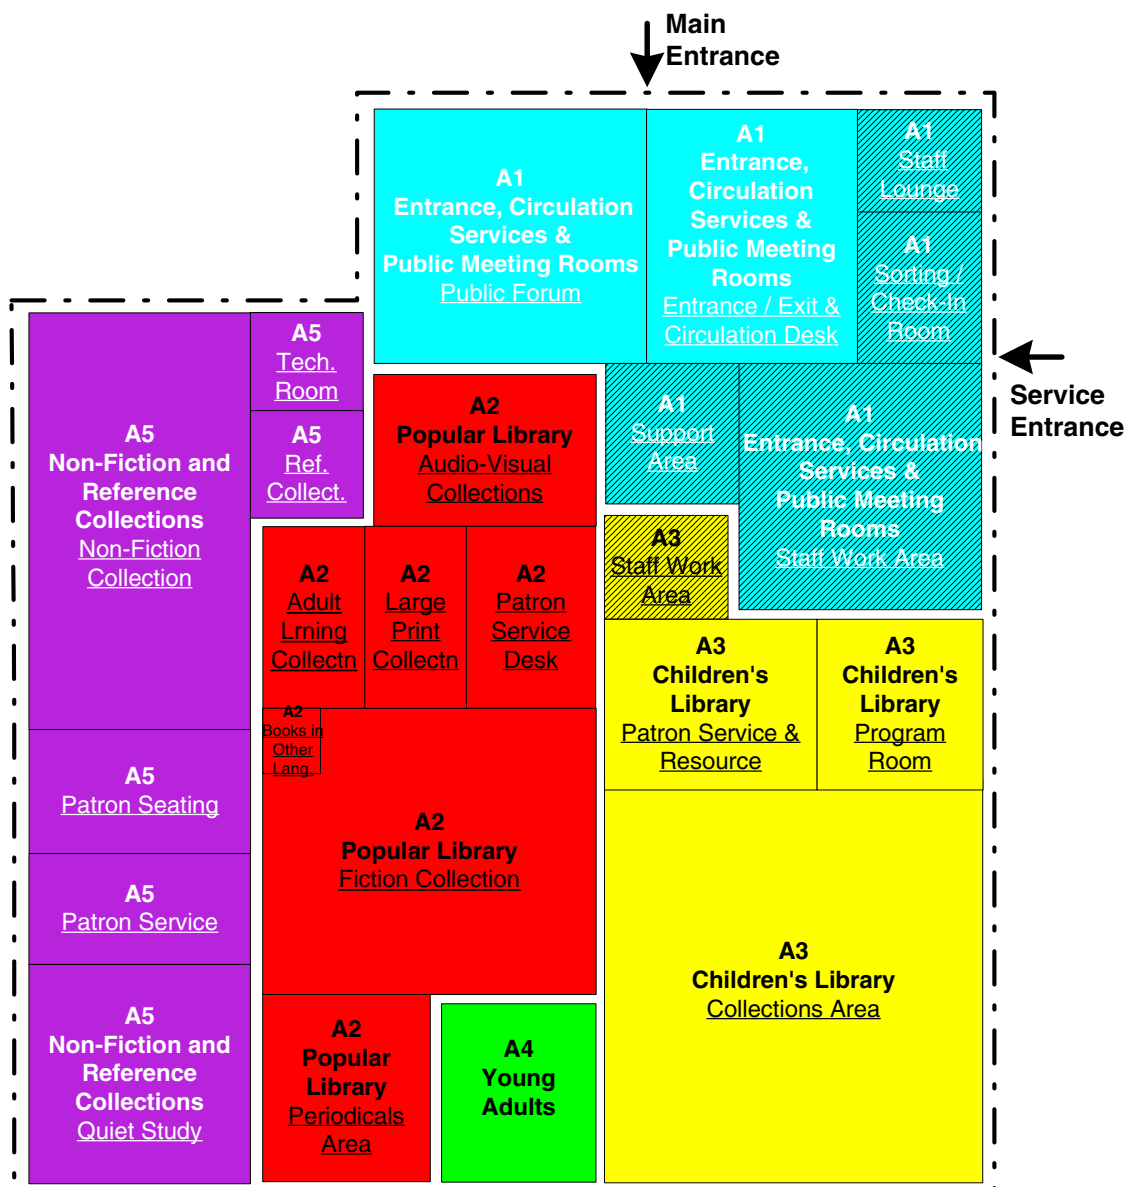 Main
Entrance
A1
Entrance, Circulation
Services &
Public Meeting Rooms
Public Forum
A1
Entrance,
Circulation
Services &
Public Meeting
Rooms
Entrance / Exit &
Circulation Desk
A1
Staff
Lounge
A1
Sorting /
Check-In
Room
Service
Entrance
A5
Non-Fiction and
Reference
Collections
Non-Fiction
Collection
A5
Tech.
Room
A5
Ref.
Collect.
A2
Popular Library
Audio-Visual
Collections
A1
Support
Area
A1
Entrance, Circulation
Services &
Public Meeting
Rooms
Staff Work Area
A3
Staff Work
Area
A2
Adult
Lrning
Collectn
A2
Large
Print
Collectn
A2
Patron
Service
Desk
A3
Children's
Library
Patron Service &
Resource
A3
Children's
Library
Program
Room
A2
Books in
Other
Lang.
A5
Patron Seating
A2
Popular Library
Fiction Collection
A5
Patron Service
A3
Children's Library
Collections Area
A5
Non-Fiction and
Reference
Collections
Quiet Study
A2
Popular
Library
Periodicals
Area
A4
Young
Adults